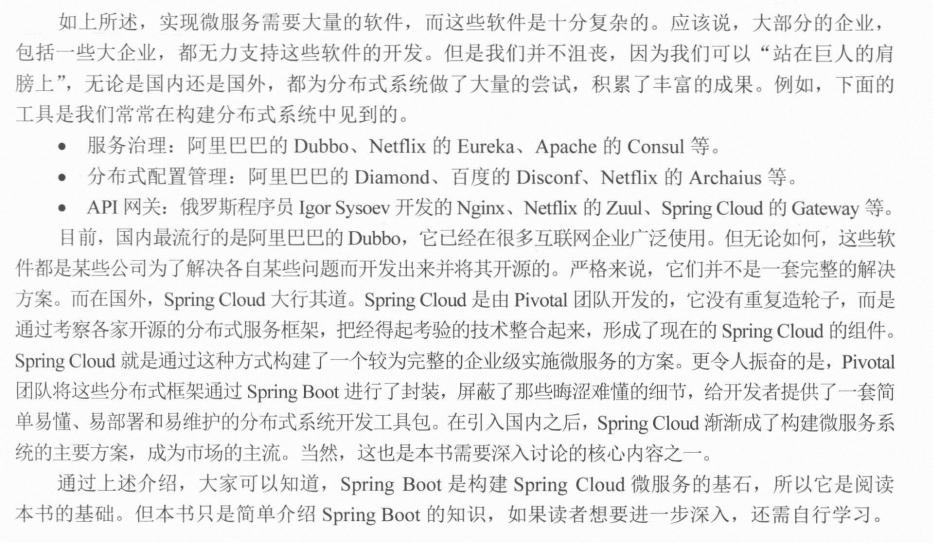 如上所述，实现微服务需要大量的软件，而这些软件是十分复杂的。应该说，大部分的企业，
包括一些大企业，都无力支持这些软件的开发。但是我们并不沮丧，因为我们可以“站在巨人的肩
膀上”，无论是国内还是国外，都为分布式系统做了大量的尝试，积累了丰富的成果。例如，下面的
工具是我们常常在构建分布式系统中见到的。
• 服务治理：阿里巴巴的 Dubbo、Netflix 的 Eureka、Apache 的 Consul 等。
• 分布式配置管理：阿里巴巴的 Diamond、百度的 Disconf、Netflix 的 Archaius 等。
• API 网关：俄罗斯程序员 Igor Sysoev 开发的 Nginx、Netflix 的 Zuul、Spring Cloud 的 Gateway 等。
目前，国内最流行的是阿里巴巴的 Dubbo，它已经在很多互联网企业广泛使用。但无论如何，这些软
件都是某些公司为了解决各自某些问题而开发出来并将其开源的。严格来说，它们并不是一套完整的解决
方案。而在国外，Spring Cloud 大行其道。Spring Cloud 是由 Pivotal 团队开发的，它没有重复造轮子，而是
通过考察各家开源的分布式服务框架，把经得起考验的技术整合起来，形成了现在的 Spring Cloud 的组件。
Spring Cloud 就是通过这种方式构建了一个较为完整的企业级实施微服务的方案。更令人振奋的是，Pivotal
团队将这些分布式框架通过 Spring Boot 进行了封装，屏蔽了那些晦涩难懂的细节，给开发者提供了一套简
单易懂、易部署和易维护的分布式系统开发工具包。在引入国内之后，Spring Cloud 渐渐成了构建微服务系
统的主要方案，成为市场的主流。当然，这也是本书需要深入讨论的核心内容之一。
通过上述介绍，大家可以知道，Spring Boot 是构建 Spring Cloud 微服务的基石，所以它是阅读
本书的基础。但本书只是简单介绍 Spring Boot 的知识，如果读者想要进一步深入，还需自行学习。